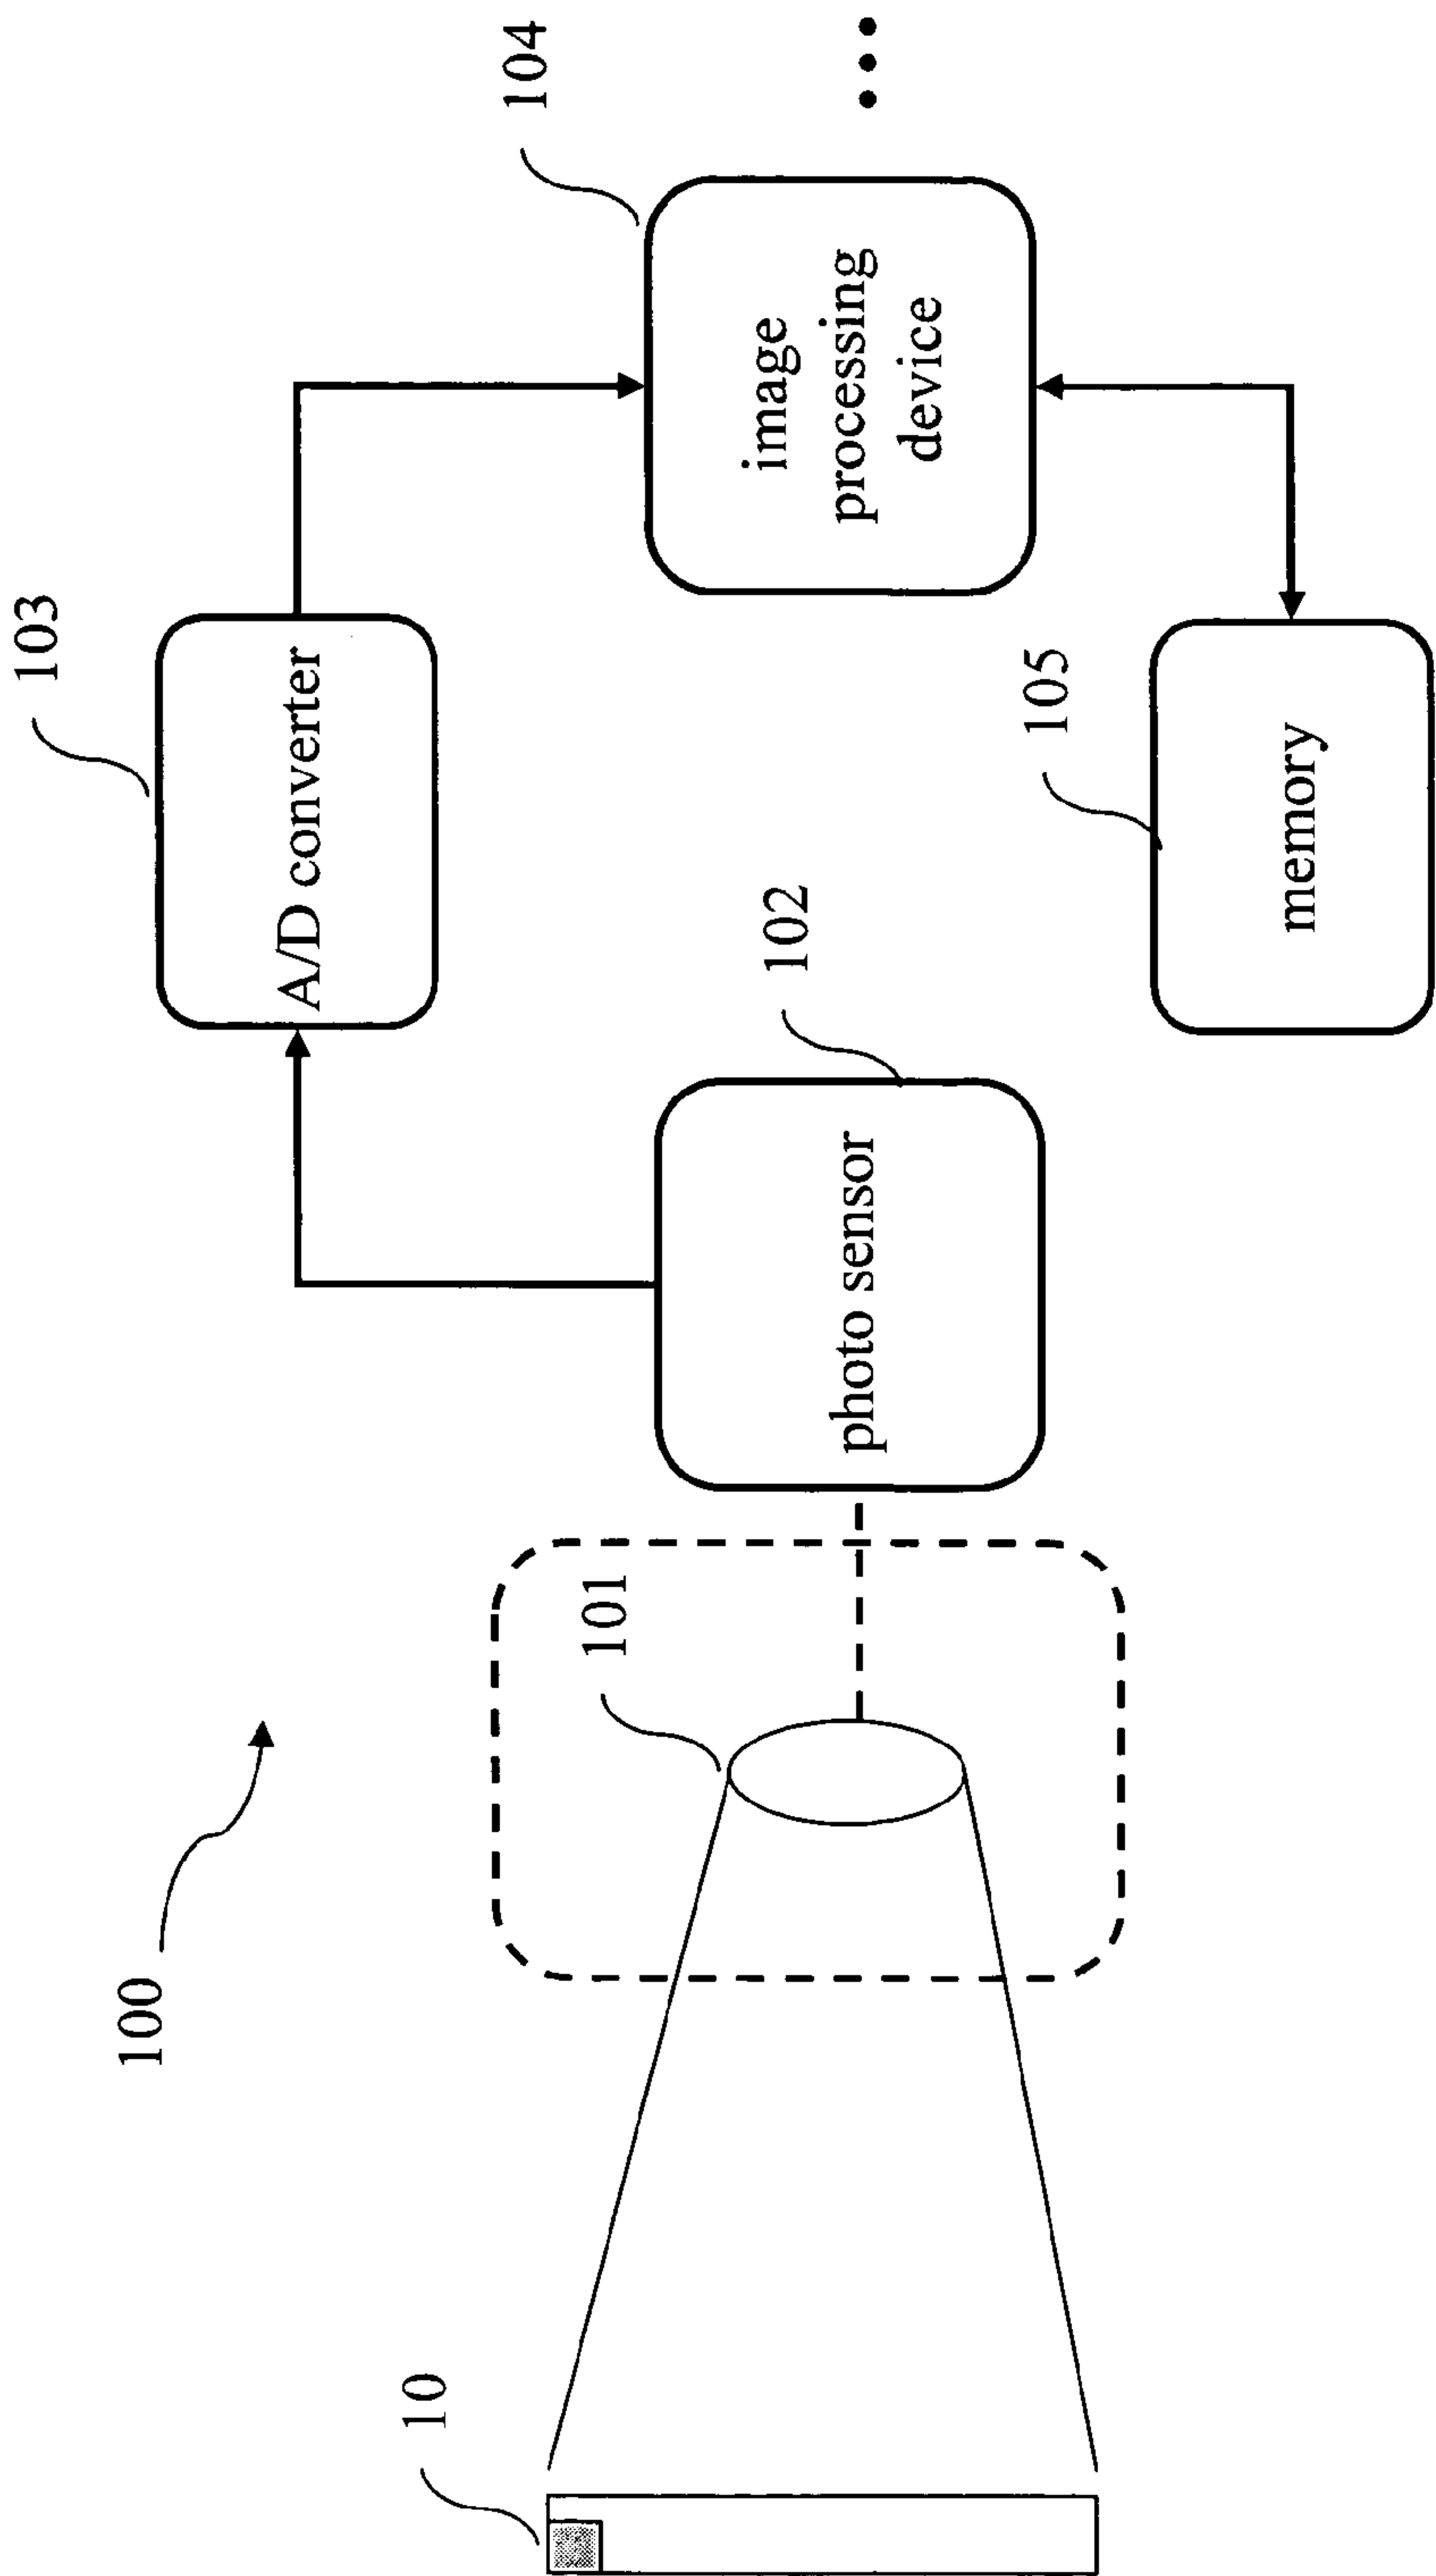 100
10
101
photo sensor
102
A/D converter
103
image
processing
device
104
memory
105